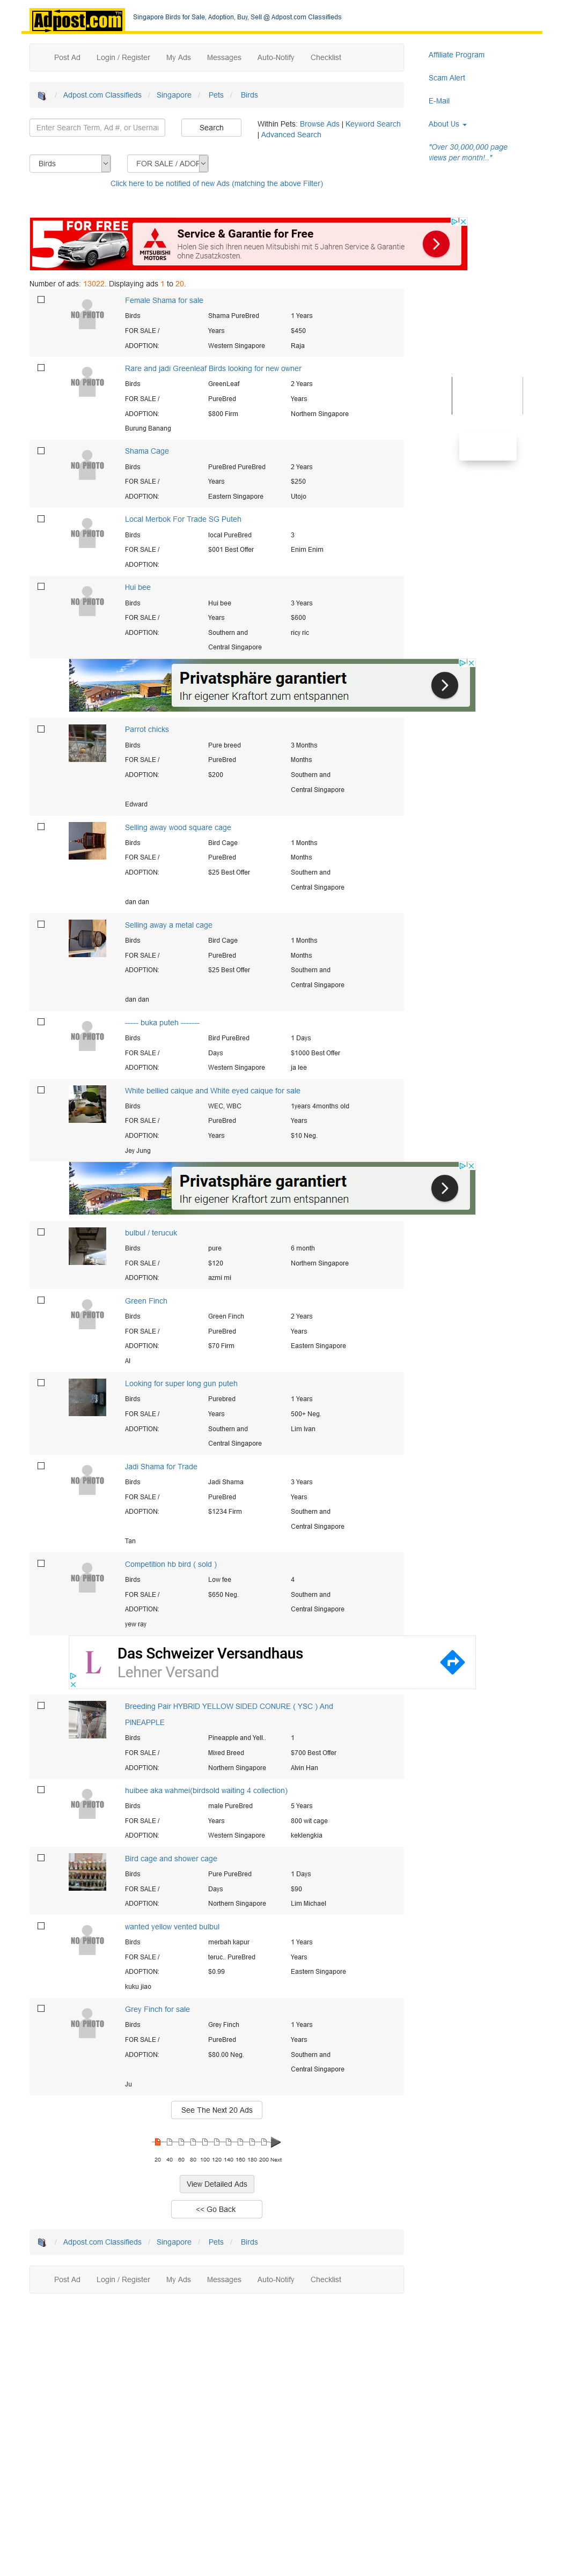 Adpost.com
Singapore Birds for Sale, Adoption, Buy, Sell @ Adpost.com Classifieds
Post Ad Login / Register My Ads Messages Auto-Notify Checklist
Affiliate Program
Scam Alert
E-Mail
About Us
"Over 30,000,000 page
views per month!.."
/ Adpost.com Classifieds / Singapore / Pets / Birds
Enter Search Term, Ad #, or Usernam
Search
Within Pets: Browse Ads | Keyword Search
| Advanced Search
Birds
FOR SALE / ADOP
Click here to be notified of new Ads (matching the above Filter)
5 FOR FREE
MITSUBISHI
MOTORS
Service & Garantie for Free
Holen Sie sich Ihren neuen Mitsubishi mit 5 Jahren Service & Garantie
ohne Zusatzkosten.
Number of ads: 13022. Displaying ads 1 to 20.
NO PHOTO
Female Shama for sale
Birds Shama PureBred 1 Years
FOR SALE / Years $450
ADOPTION: Western Singapore Raja
NO PHOTO
Rare and jadi Greenleaf Birds looking for new owner
Birds GreenLeaf 2 Years
FOR SALE / PureBred Years
ADOPTION: $800 Firm Northern Singapore
Burung Banang
NO PHOTO
Shama Cage
Birds PureBred PureBred 2 Years
FOR SALE / Years $250
ADOPTION: Eastern Singapore Utojo
NO PHOTO
Local Merbok For Trade SG Puteh
Birds local PureBred 3
FOR SALE / $001 Best Offer Enim Enim
ADOPTION:
NO PHOTO
Hui bee
Birds Hui bee 3 Years
FOR SALE / Years $600
ADOPTION: Southern and ricy ric
Central Singapore
Privatsphäre garantiert
Ihr eigener Kraftort zum entspannen
Parrot chicks
Birds Pure breed 3 Months
FOR SALE / PureBred Months
ADOPTION: $200 Southern and
Central Singapore
Edward
Selling away wood square cage
Birds Bird Cage 1 Months
FOR SALE / PureBred Months
ADOPTION: $25 Best Offer Southern and
Central Singapore
dan dan
Selling away a metal cage
Birds Bird Cage 1 Months
FOR SALE / PureBred Months
ADOPTION: $25 Best Offer Southern and
Central Singapore
dan dan
NO PHOTO
------ buka puteh --------
Birds Bird PureBred 1 Days
FOR SALE / Days $1000 Best Offer
ADOPTION: Western Singapore ja lee
White bellied caique and White eyed caique for sale
Birds WEC, WBC 1years 4months old
FOR SALE / PureBred Years
ADOPTION: Years $10 Neg.
Jey Jung
Privatsphäre garantiert
Ihr eigener Kraftort zum entspannen
bulbul / terucuk
Birds pure 6 month
FOR SALE / $120 Northern Singapore
ADOPTION: azmi mi
NO PHOTO
Green Finch
Birds Green Finch 2 Years
FOR SALE / PureBred Years
ADOPTION: $70 Firm Eastern Singapore
Al
Looking for super long gun puteh
Birds Purebred 1 Years
FOR SALE / Years 500+ Neg.
ADOPTION: Southern and Lim Ivan
Central Singapore
NO PHOTO
Jadi Shama for Trade
Birds Jadi Shama 3 Years
FOR SALE / PureBred Years
ADOPTION: $1234 Firm Southern and
Central Singapore
Tan
NO PHOTO
Competition hb bird ( sold )
Birds Low fee 4
FOR SALE / $650 Neg. Southern and
ADOPTION: Central Singapore
yew ray
L
Das Schweizer Versandhaus
Lehner Versand
Breeding Pair HYBRID YELLOW SIDED CONURE ( YSC ) And
PINEAPPLE
Birds Pineapple and Yell.. 1
FOR SALE / Mixed Breed $700 Best Offer
ADOPTION: Northern Singapore Alvin Han
NO PHOTO
huibee aka wahmei(birdsold waiting 4 collection)
Birds male PureBred 5 Years
FOR SALE / Years 800 wit cage
ADOPTION: Western Singapore keklengkia
Bird cage and shower cage
Birds Pure PureBred 1 Days
FOR SALE / Days $90
ADOPTION: Northern Singapore Lim Michael
NO PHOTO
wanted yellow vented bulbul
Birds merbah kapur 1 Years
FOR SALE / teruc.. PureBred Years
ADOPTION: $0.99 Eastern Singapore
kuku jiao
NO PHOTO
Grey Finch for sale
Birds Grey Finch 1 Years
FOR SALE / PureBred Years
ADOPTION: $80.00 Neg. Southern and
Central Singapore
Ju
See The Next 20 Ads
20 40 60 80 100 120 140 160 180 200 Next
View Detailed Ads
<< Go Back
/ Adpost.com Classifieds / Singapore / Pets / Birds
Post Ad Login / Register My Ads Messages Auto-Notify Checklist